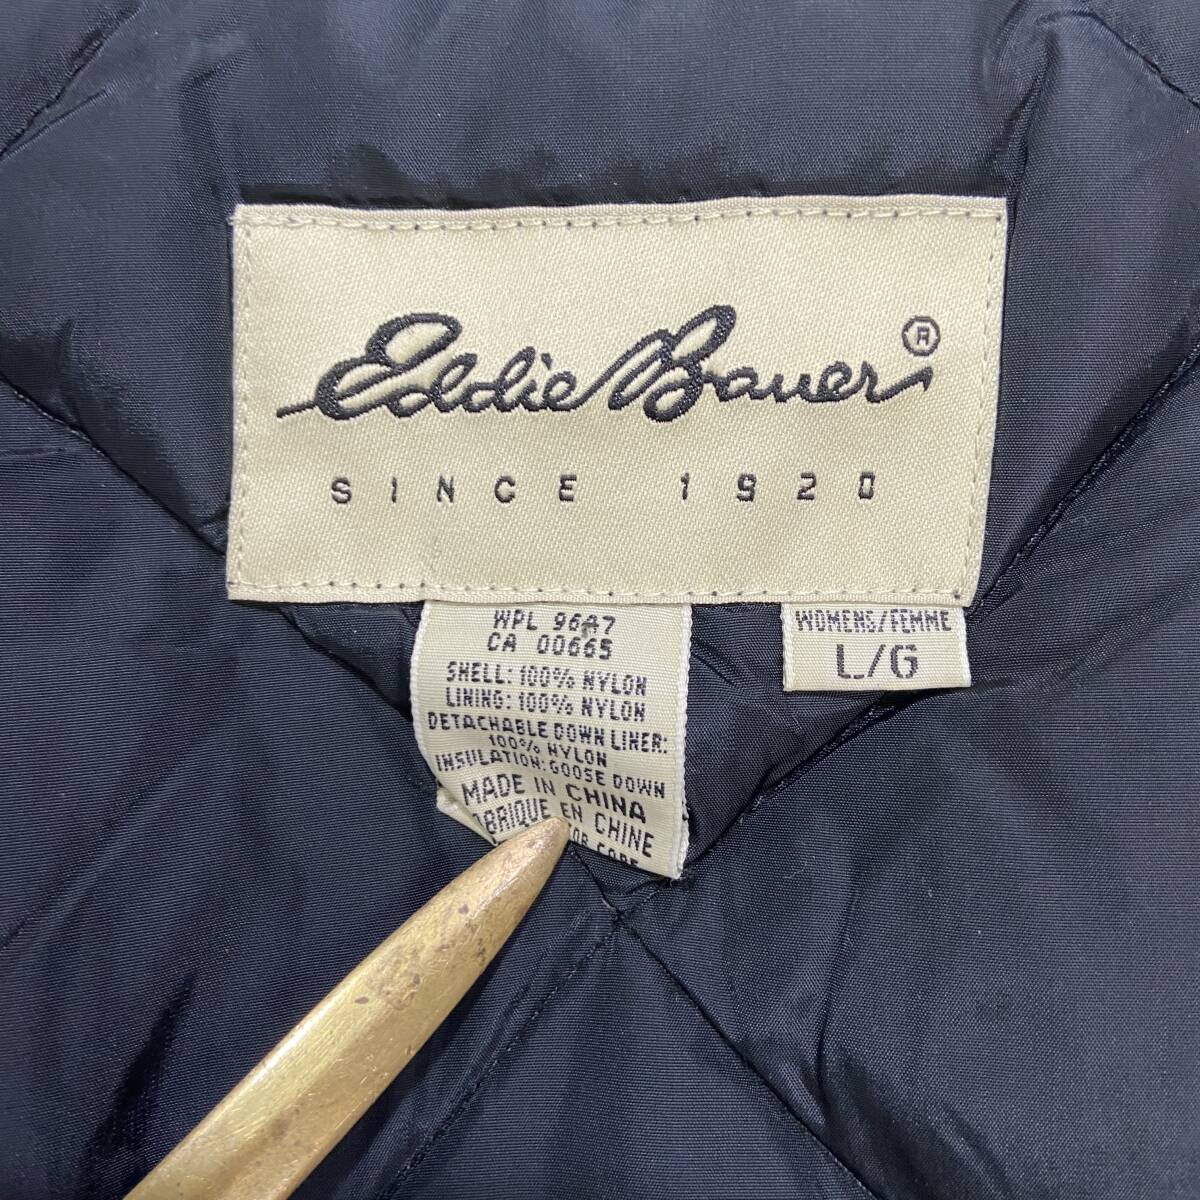 Eddie Bauer ®
SINCE 1920
WPL 9647
CA 00665
SHELL: 100% NYLON
LINING: 100% NYLON
DETACHABLE DOWN LINER:
100% NYLON
INSULATION: GOOSE DOWN
MADE IN CHINA
EN CHINE
WOMENS/FEMME
L/G